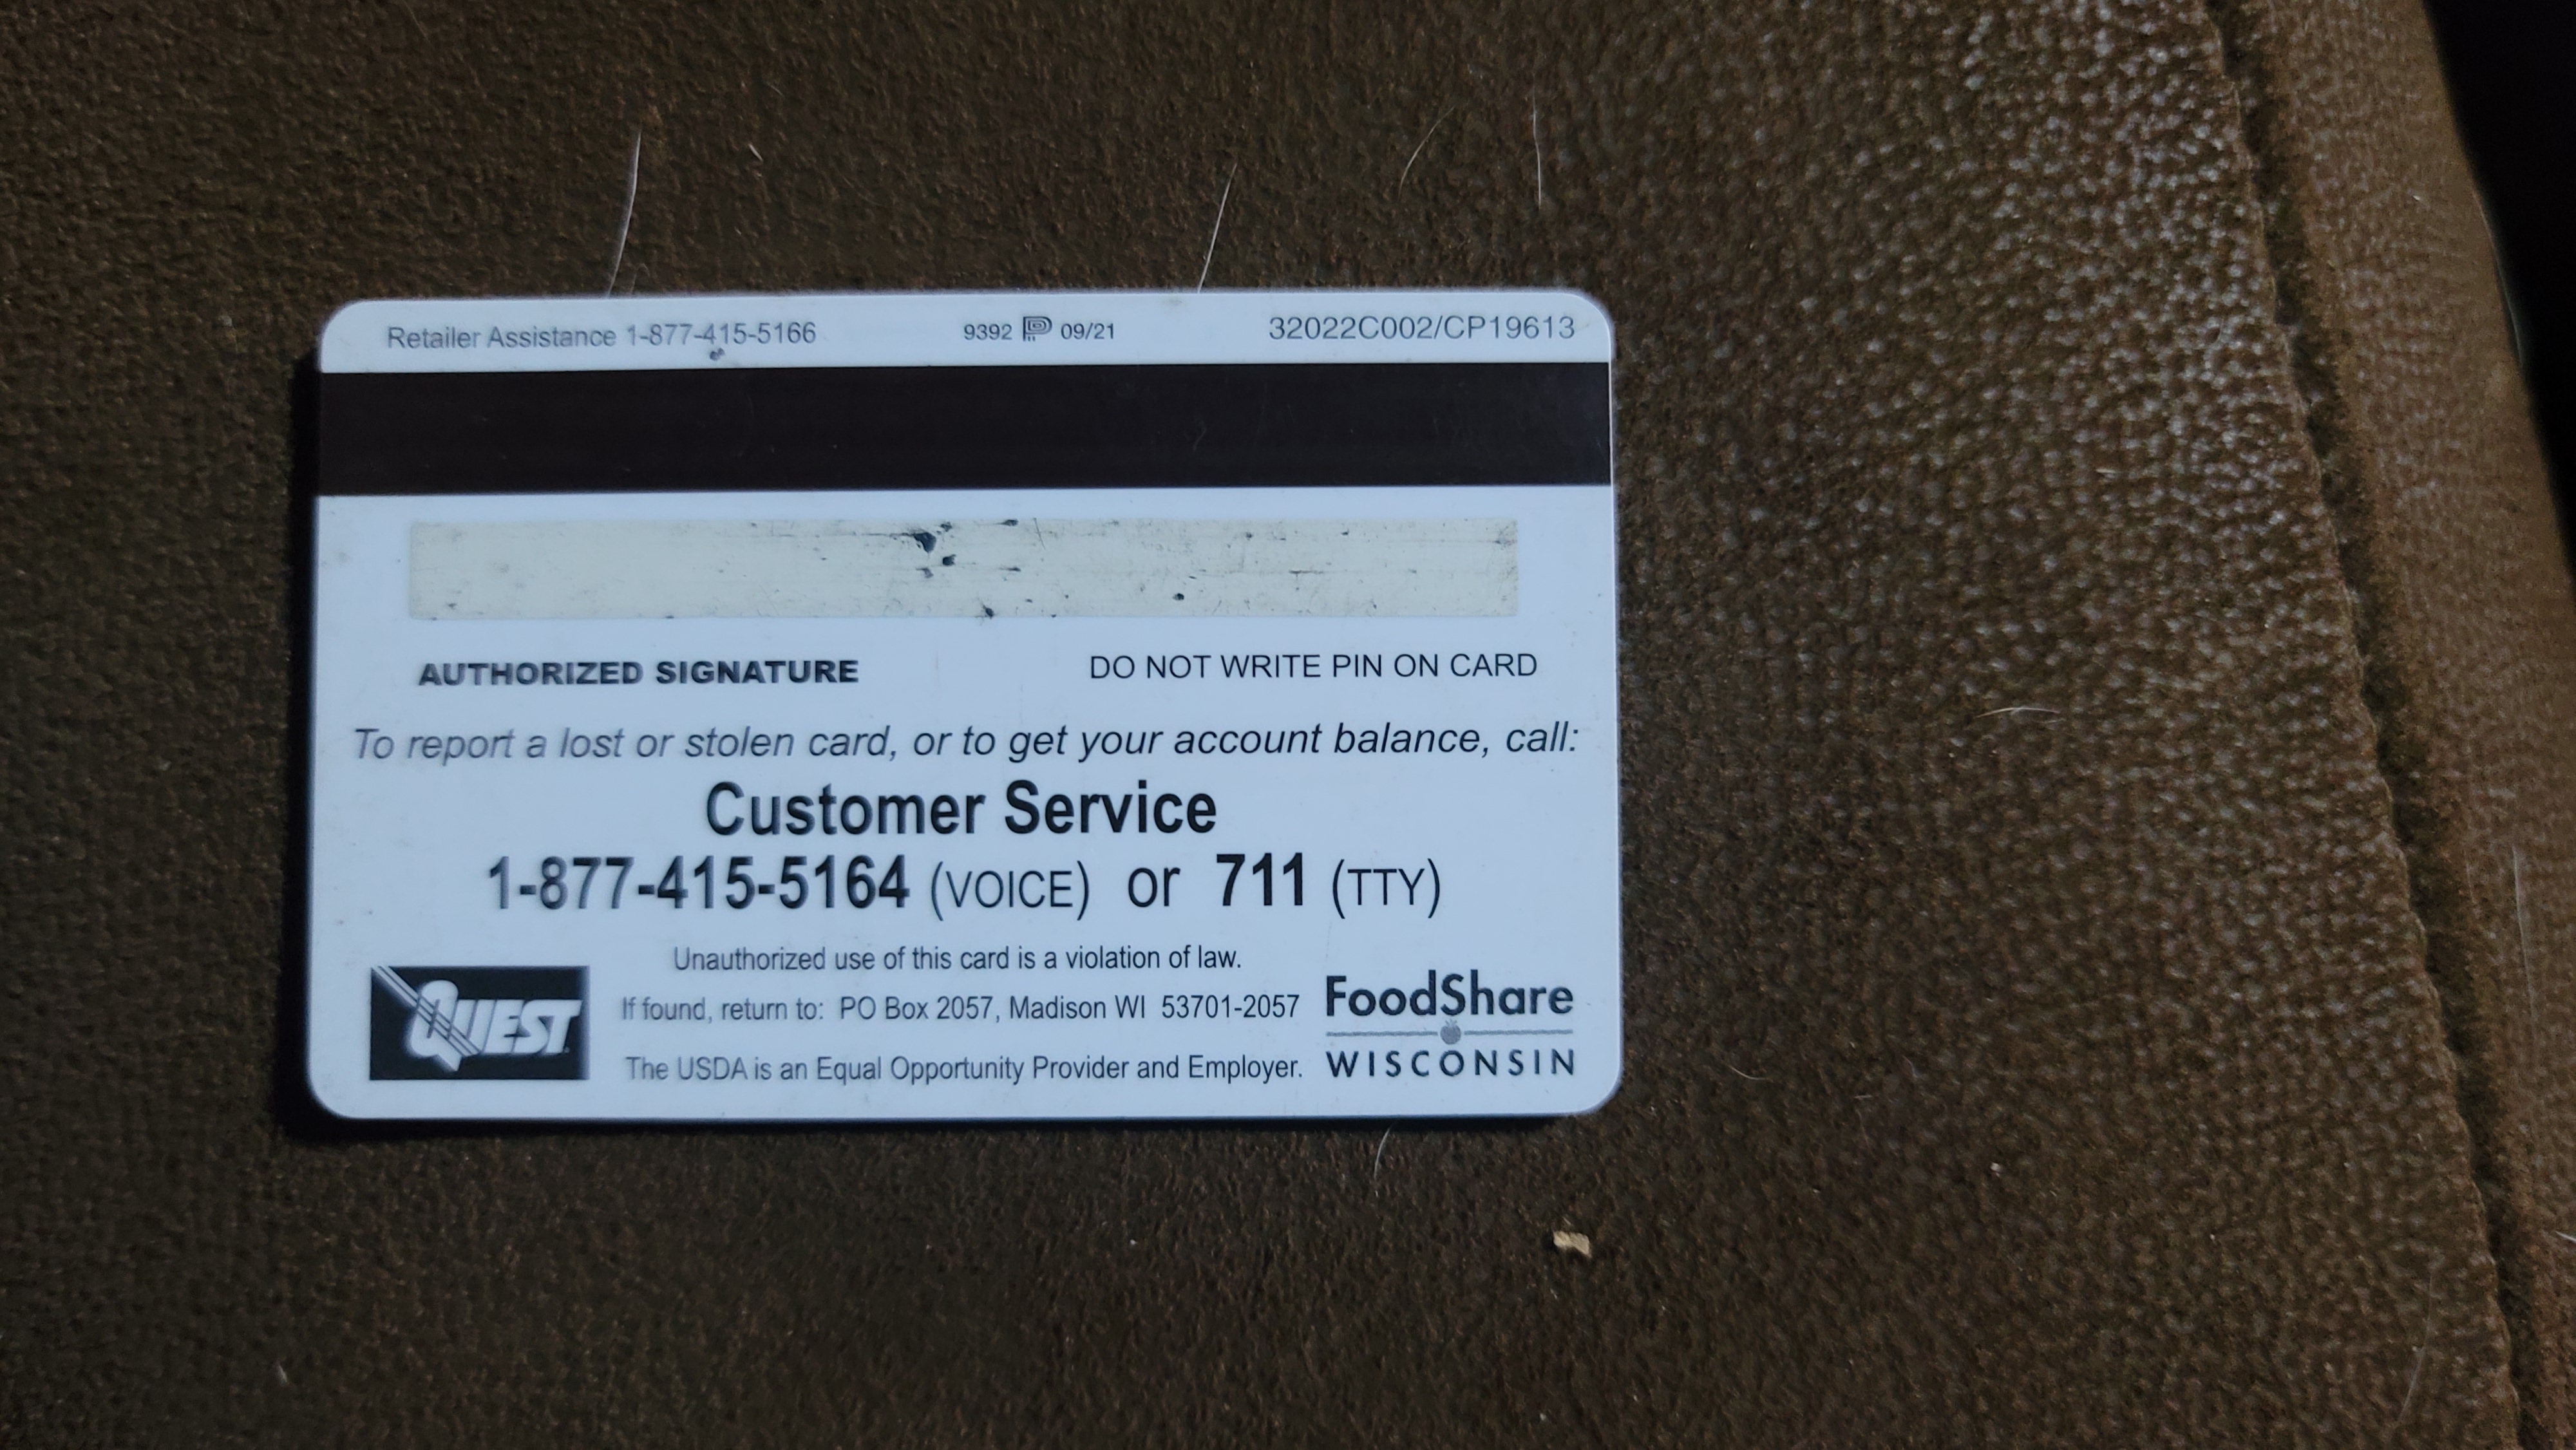 Retailer Assistance 1-877-415-5166 9392 09/21 32022C002/CP19613
AUTHORIZED SIGNATURE DO NOT WRITE PIN ON CARD
To report a lost or stolen card, or to get your account balance, call:
Customer Service
1-877-415-5164 (VOICE) or 711 (TTY)
Unauthorized use of this card is a violation of law.
If found, return to: PO Box 2057, Madison WI 53701-2057
The USDA is an Equal Opportunity Provider and Employer.
QUEST
FoodShare
WISCONSIN